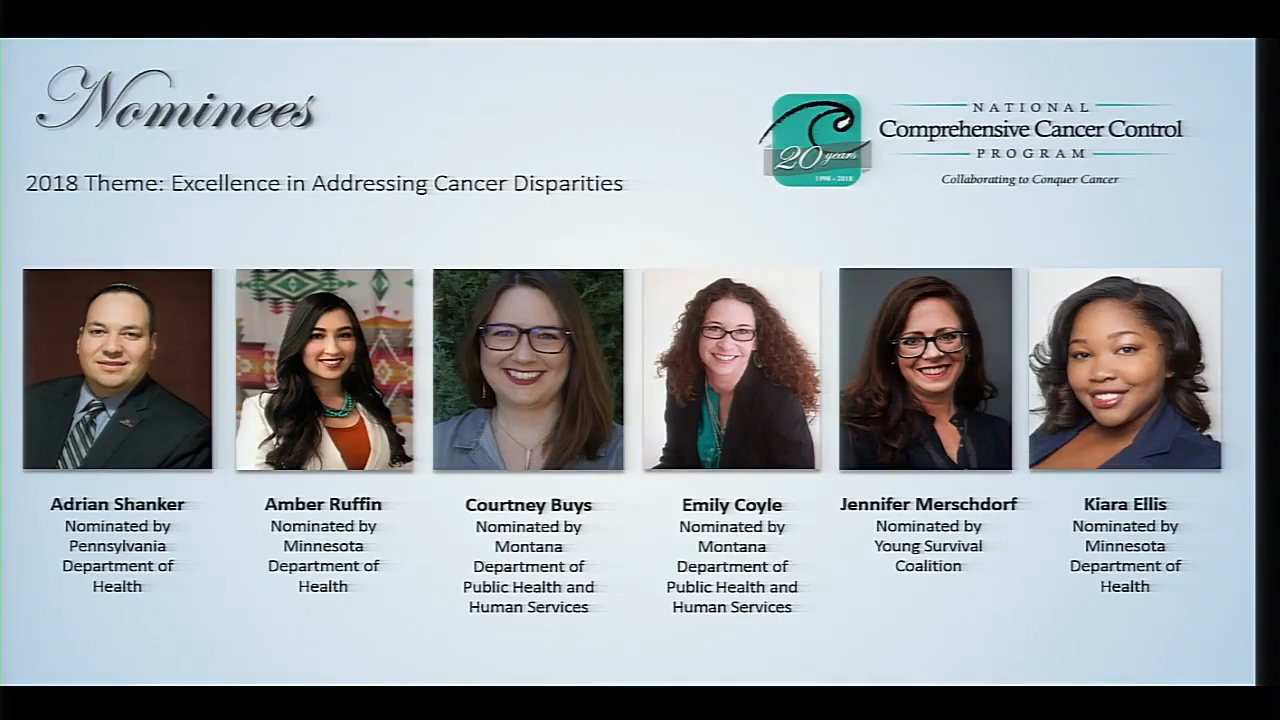 Nominees
2018 Theme: Excellence in Addressing Cancer Disparities
20 years
1998 - 2018
NATIONAL
Comprehensive Cancer Control
PROGRAM
Collaborating to Conquer Cancer
Adrian Shanker
Nominated by
Pennsylvania
Department of
Health
Amber Ruffin
Nominated by
Minnesota
Department of
Health
Courtney Buys
Nominated by
Montana
Department of
Public Health and
Human Services
Emily Coyle
Nominated by
Montana
Department of
Public Health and
Human Services
Jennifer Merschdorf
Nominated by
Young Survival
Coalition
Kiara Ellis
Nominated by
Minnesota
Department of
Health